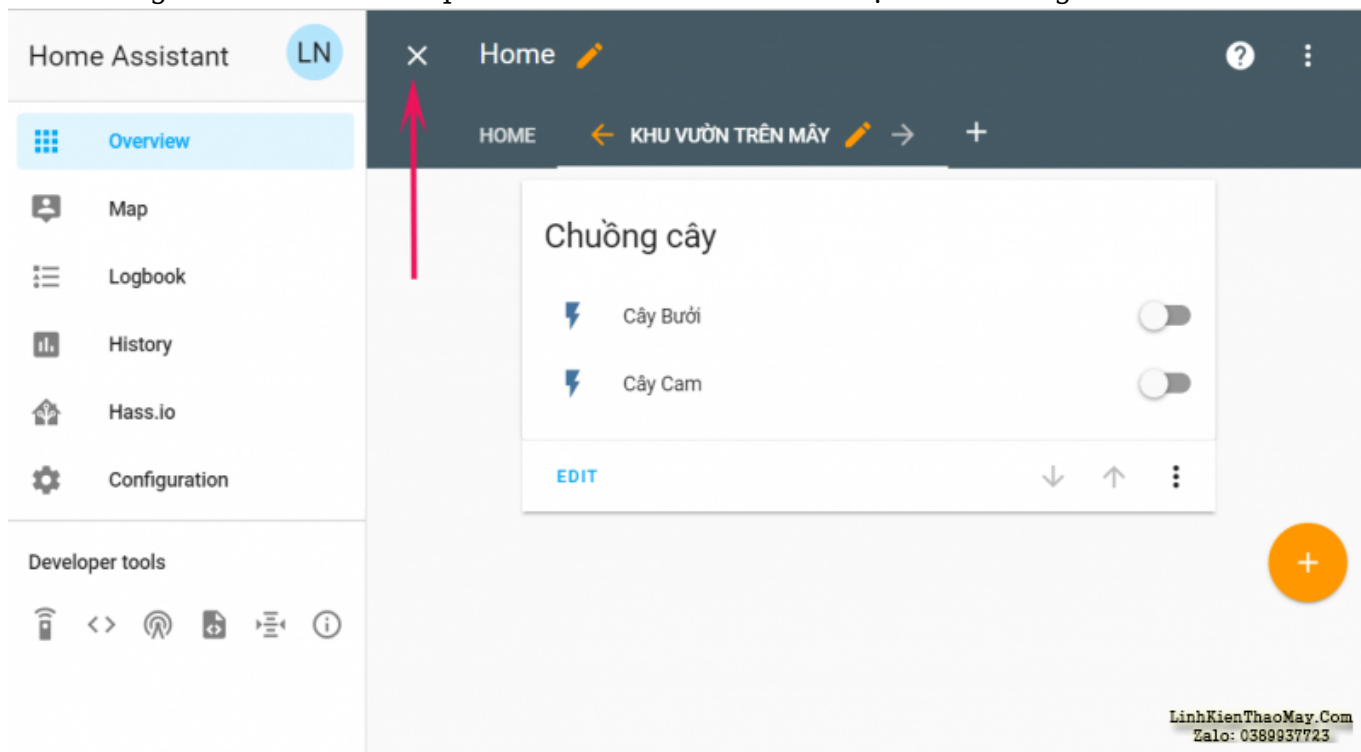 Home Assistant
LN
Home
Overview
HOME
KHU VƯỜN TRÊN MÂY
Map
Chuồng cây
Logbook
Cây Bưởi
History
Cây Cam
Hass.io
EDIT
Configuration
Developer tools
LinhKienThaoMay.Com
Zalo: 0389937723